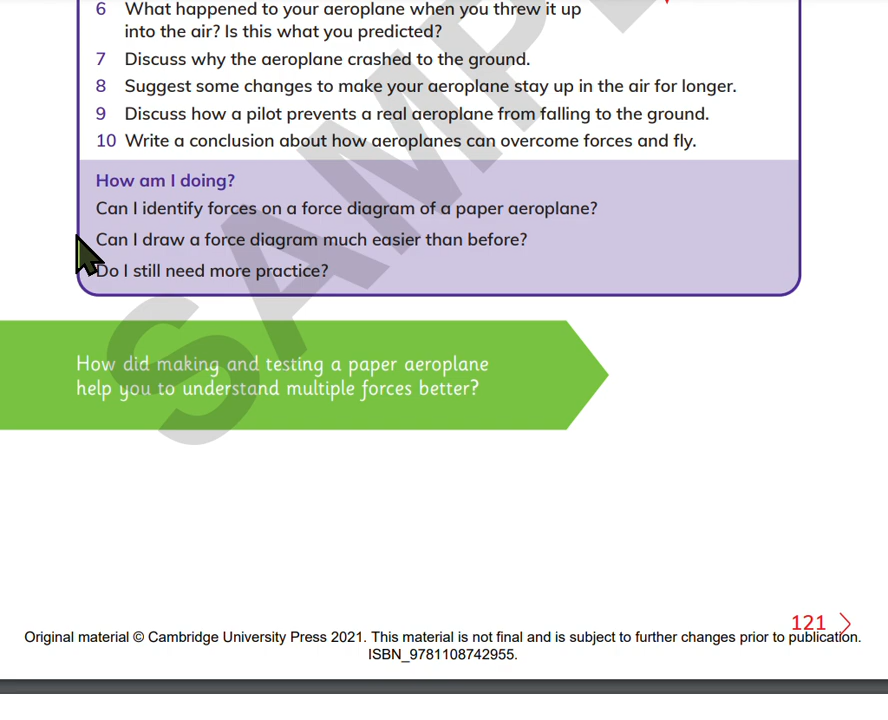 6 What happened to your aeroplane when you threw it up
into the air? Is this what you predicted?
7 Discuss why the aeroplane crashed to the ground.
8 Suggest some changes to make your aeroplane stay up in the air for longer.
9 Discuss how a pilot prevents a real aeroplane from falling to the ground.
10 Write a conclusion about how aeroplanes can overcome forces and fly.
How am I doing?
Can I identify forces on a force diagram of a paper aeroplane?
Can I draw a force diagram much easier than before?
Do I still need more practice?
How did making and testing a paper aeroplane
help you to understand multiple forces better?
SAMP
121
Original material © Cambridge University Press 2021. This material is not final and is subject to further changes prior to publication.
ISBN_9781108742955.